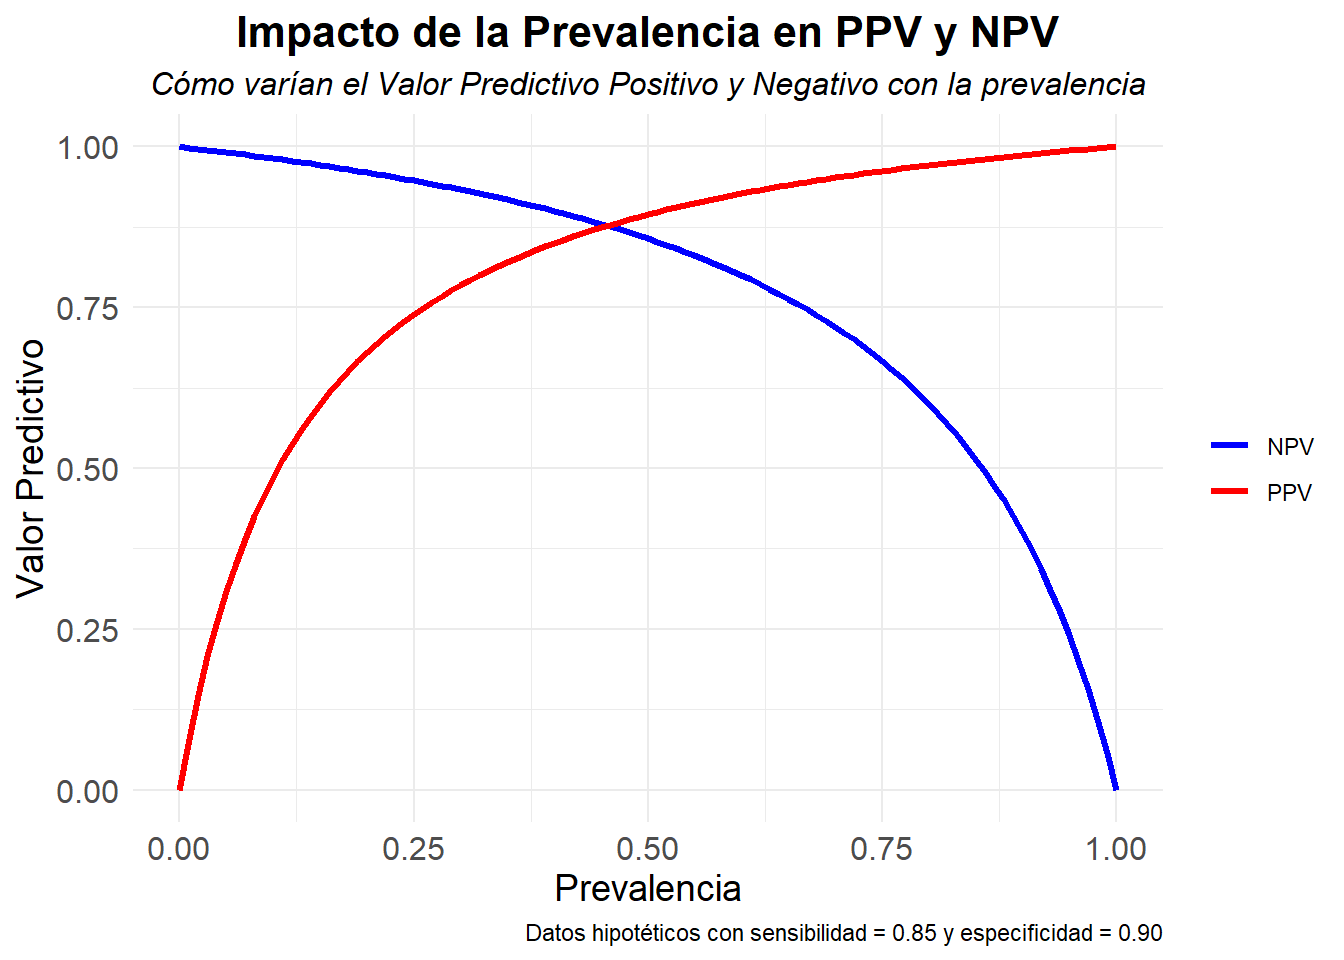 Impacto de la Prevalencia en PPV y NPV
Cómo varían el Valor Predictivo Positivo y Negativo con la prevalencia
1.00
0.75
0.50
0.25
0.00
Valor Predictivo
0.00 0.25 0.50 0.75 1.00
Prevalencia
NPV
PPV
Datos hipotéticos con sensibilidad = 0.85 y especificidad = 0.90